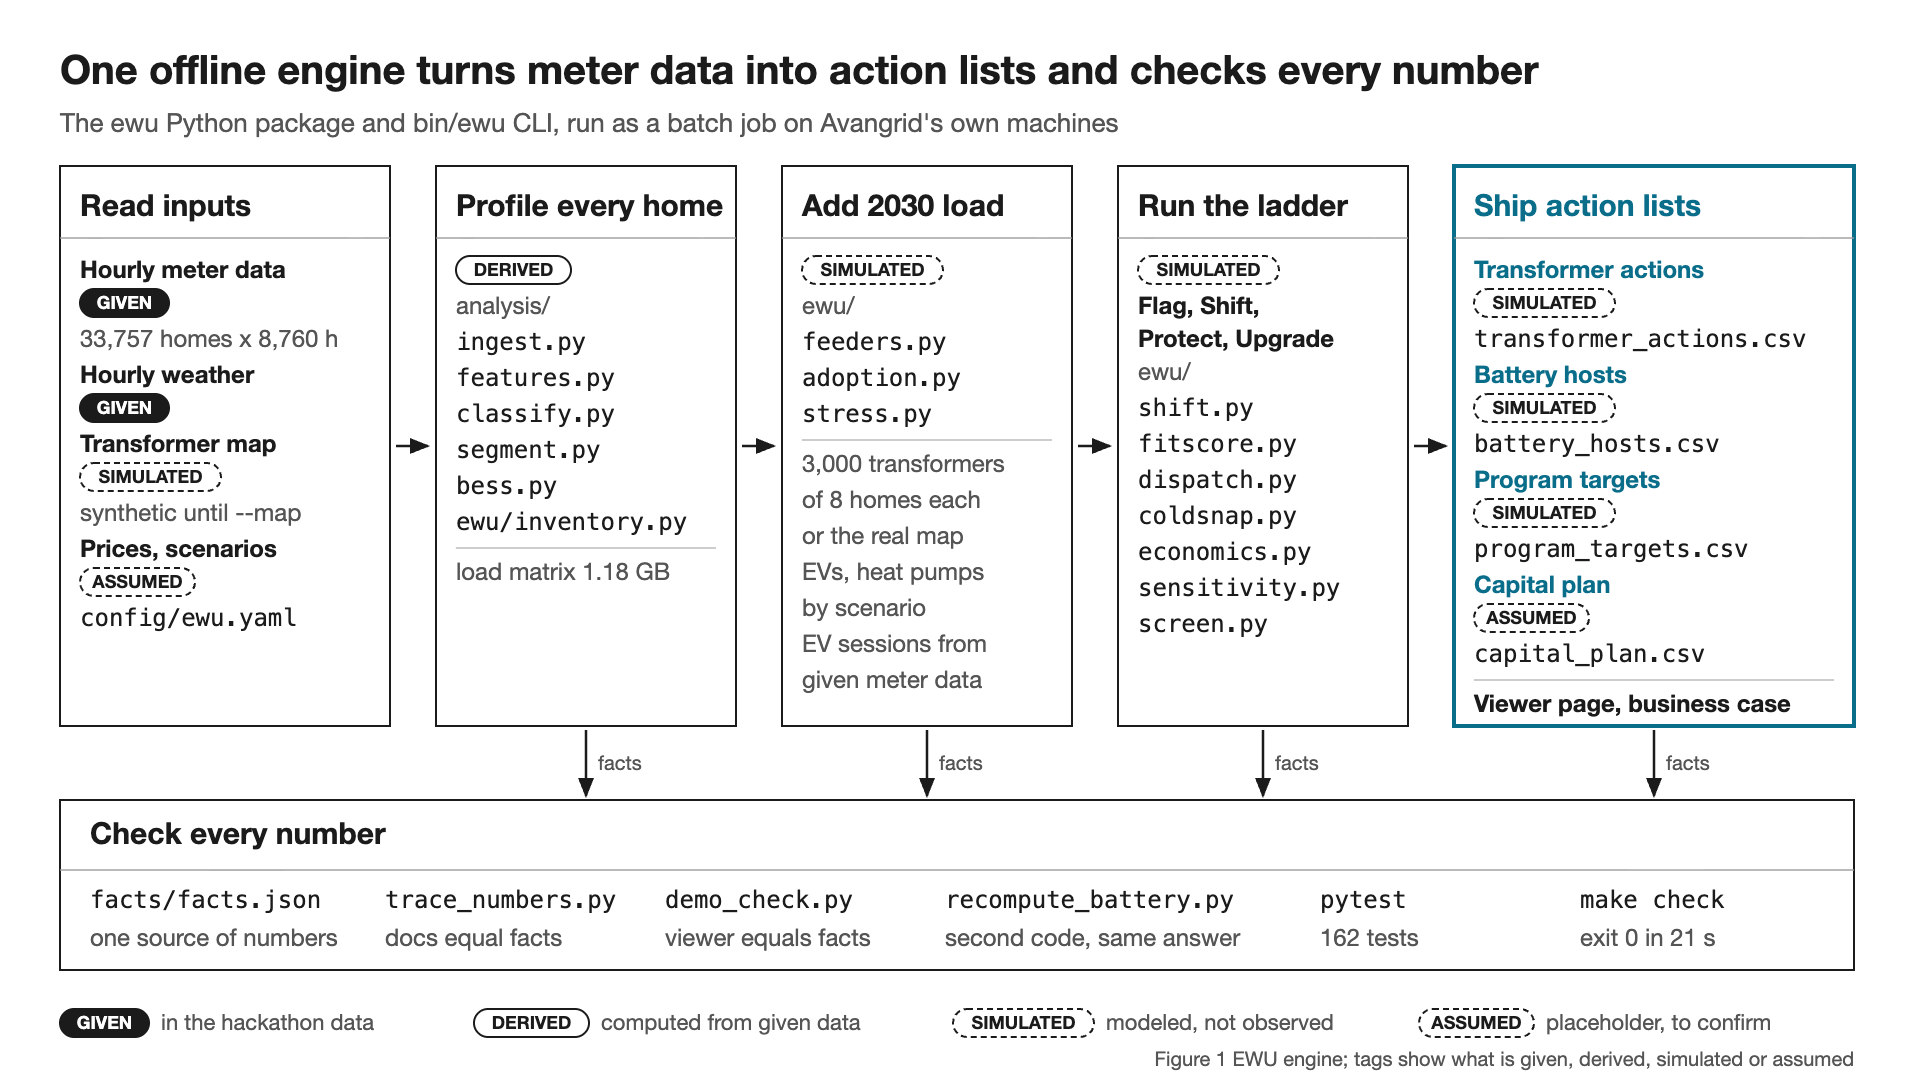 One offline engine turns meter data into action lists and checks every number
The ewu Python package and bin/ewu CLI, run as a batch job on Avangrid's own machines
Read inputs
Hourly meter data
GIVEN
33,757 homes x 8,760 h
Hourly weather
GIVEN
Transformer map
SIMULATED
synthetic until --map
Prices, scenarios
ASSUMED
config/ewu.yaml
Profile every home
DERIVED
analysis/
ingest.py
features.py
classify.py
segment.py
bess.py
ewu/inventory.py
load matrix 1.18 GB
Add 2030 load
SIMULATED
ewu/
feeders.py
adoption.py
stress.py
3,000 transformers
of 8 homes each
or the real map
EVs, heat pumps
by scenario
EV sessions from
given meter data
Run the ladder
SIMULATED
Flag, Shift,
Protect, Upgrade
ewu/
shift.py
fitscore.py
dispatch.py
coldsnap.py
economics.py
sensitivity.py
screen.py
Ship action lists
Transformer actions
SIMULATED
transformer_actions.csv
Battery hosts
SIMULATED
battery_hosts.csv
Program targets
SIMULATED
program_targets.csv
Capital plan
ASSUMED
capital_plan.csv
Viewer page, business case
facts
facts
facts
facts
Check every number
facts/facts.json
one source of numbers
trace_numbers.py
docs equal facts
demo_check.py
viewer equals facts
recompute_battery.py
second code, same answer
pytest
162 tests
make check
exit 0 in 21 s
GIVEN in the hackathon data
DERIVED computed from given data
SIMULATED modeled, not observed
ASSUMED placeholder, to confirm
Figure 1 EWU engine; tags show what is given, derived, simulated or assumed